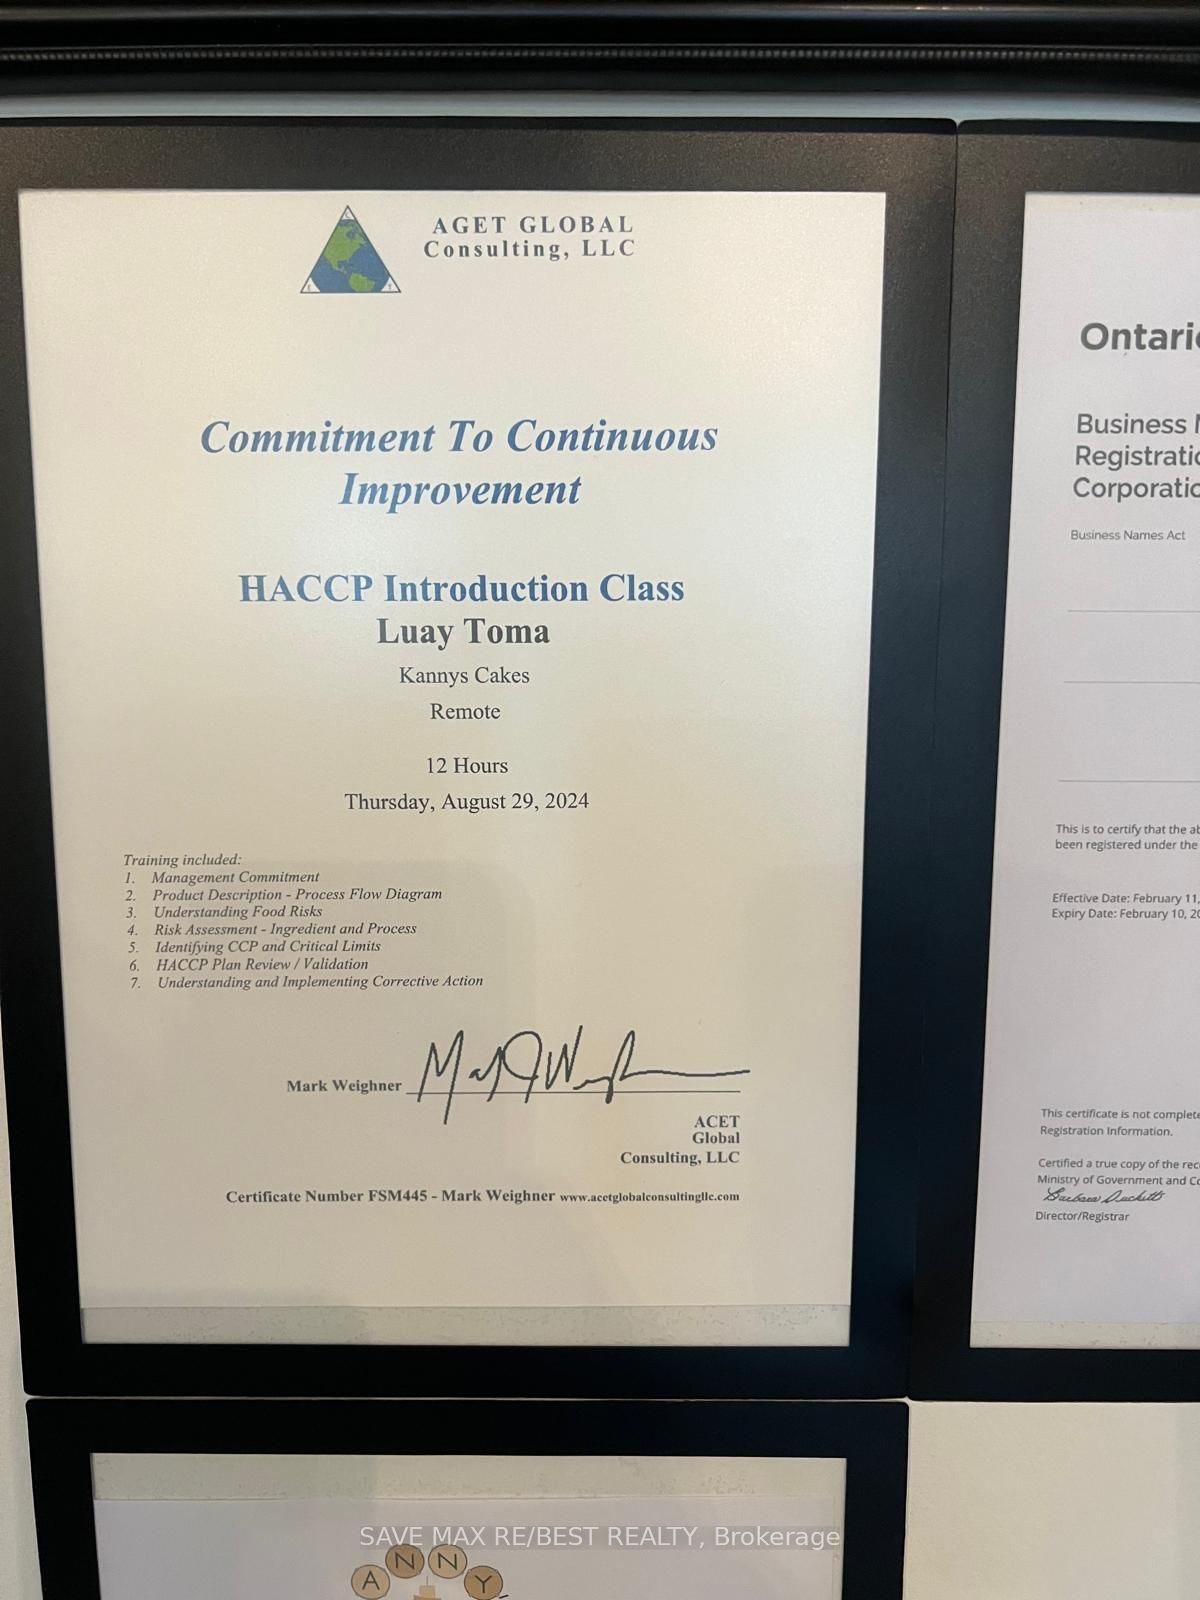 AGET GLOBAL
Consulting, LLC
Commitment To Continuous
Improvement
HACCP Introduction Class
Luay Toma
Kannys Cakes
Remote
12 Hours
Thursday, August 29, 2024
Training included:
1. Management Commitment
2. Product Description - Process Flow Diagram
3. Understanding Food Risks
4. Risk Assessment - Ingredient and Process
5. Identifying CCP and Critical Limits
6. HACCP Plan Review / Validation
7. Understanding and Implementing Corrective Action
Mark Weighner
ACET
Global
Consulting, LLC
Certificate Number FSM445 - Mark Weighner www.acetglobalconsultingllc.com
Ontari
Business N
Registratio
Corporatio
Business Names Act
This is to certify that the ab
been registered under the
Effective Date: February 11,
Expiry Date: February 10, 20
This certificate is not complete
Registration Information.
Certified a true copy of the rec
Ministry of Government and Co
Barbara Duckitt
Director/Registrar
SAVE MAX RE/BEST REALTY, Brokerage
A N N Y